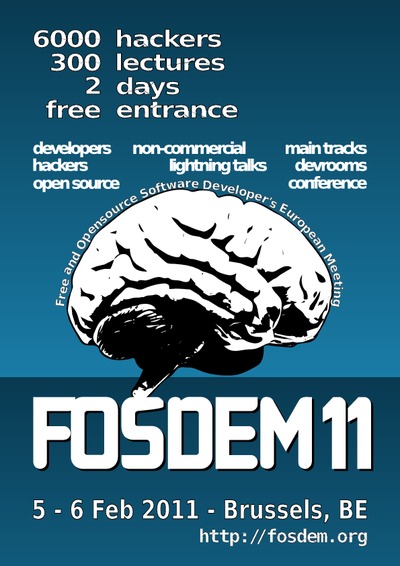 6000 hackers
300 lectures
2 days
free entrance
developers non-commercial main tracks
hackers lightning talks devrooms
open source conference
Free and Opensource Software Developer's European Meeting
FOSDEM 11
5 - 6 Feb 2011 - Brussels, BE
http://fosdem.org